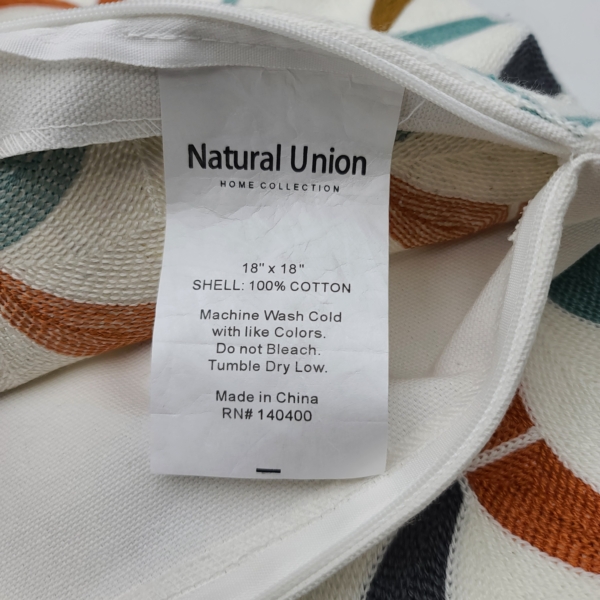 Natural Union
HOME COLLECTION
18" x 18"
SHELL: 100% COTTON
Machine Wash Cold
with like Colors.
Do not Bleach.
Tumble Dry Low.
Made in China
RN# 140400